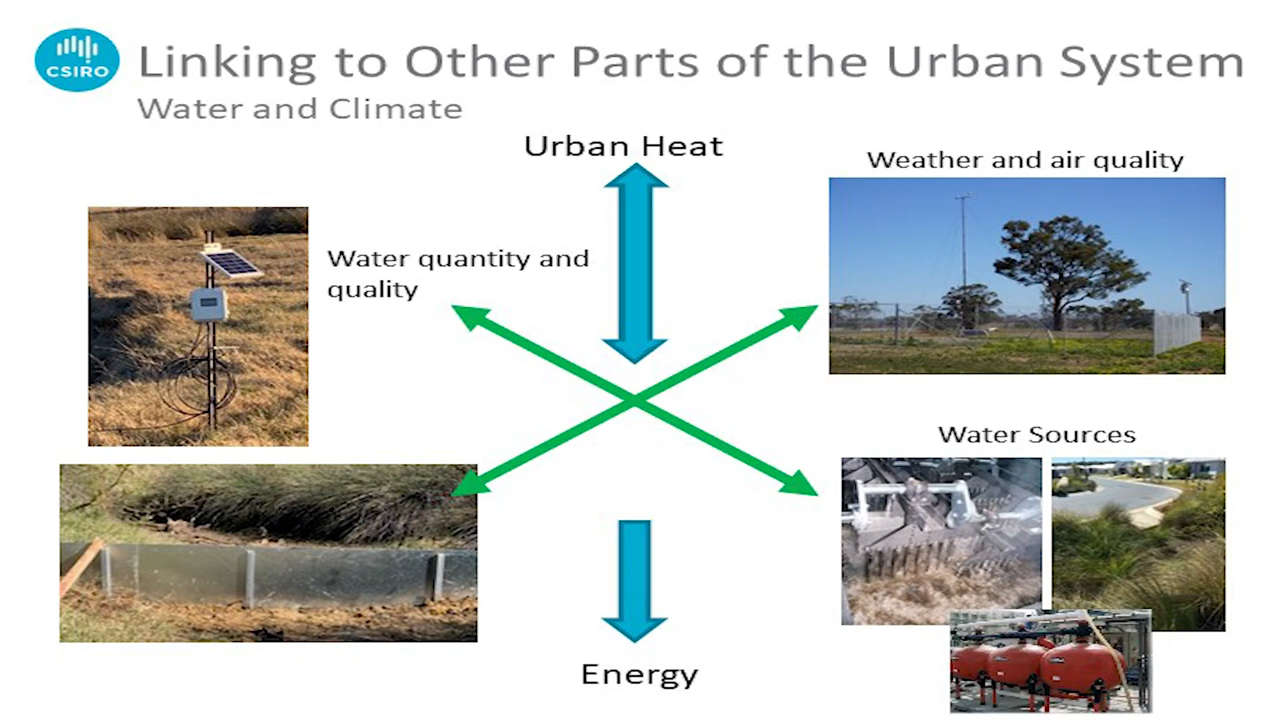 CSIRO
Linking to Other Parts of the Urban System
Water and Climate
Urban Heat
Weather and air quality
Water quantity and
quality
Water Sources
Energy